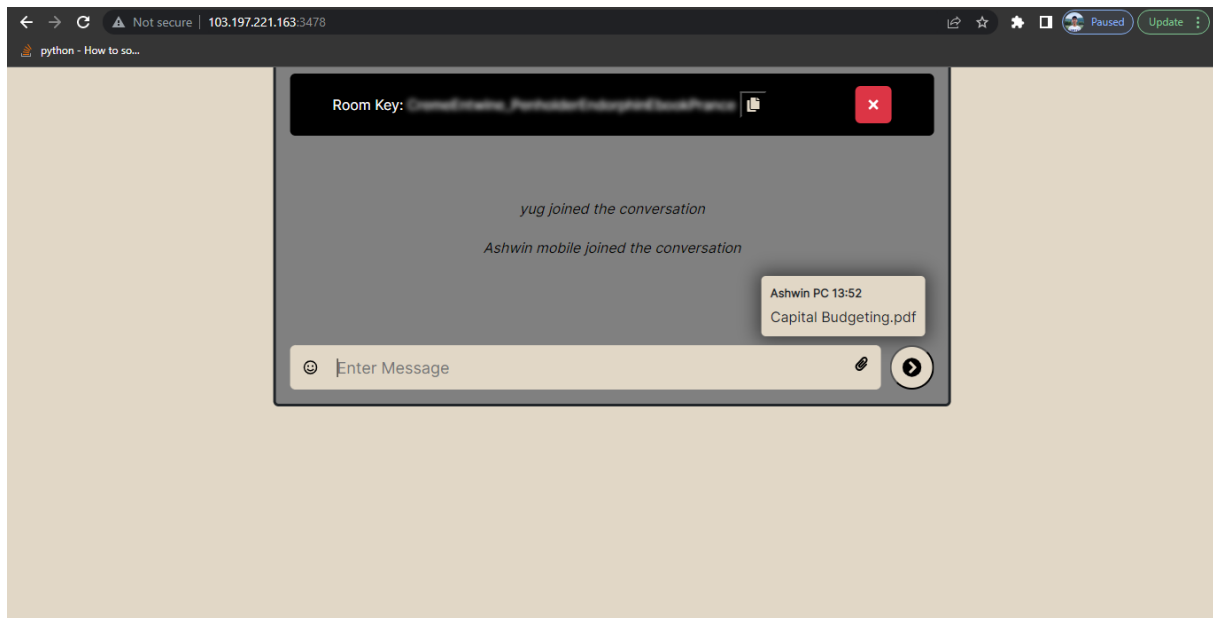 Not secure | 103.197.221.163:3478
Paused
Update
python - How to so...
Room Key:
yug joined the conversation
Ashwin mobile joined the conversation
Ashwin PC 13:52
Capital Budgeting.pdf
Enter Message